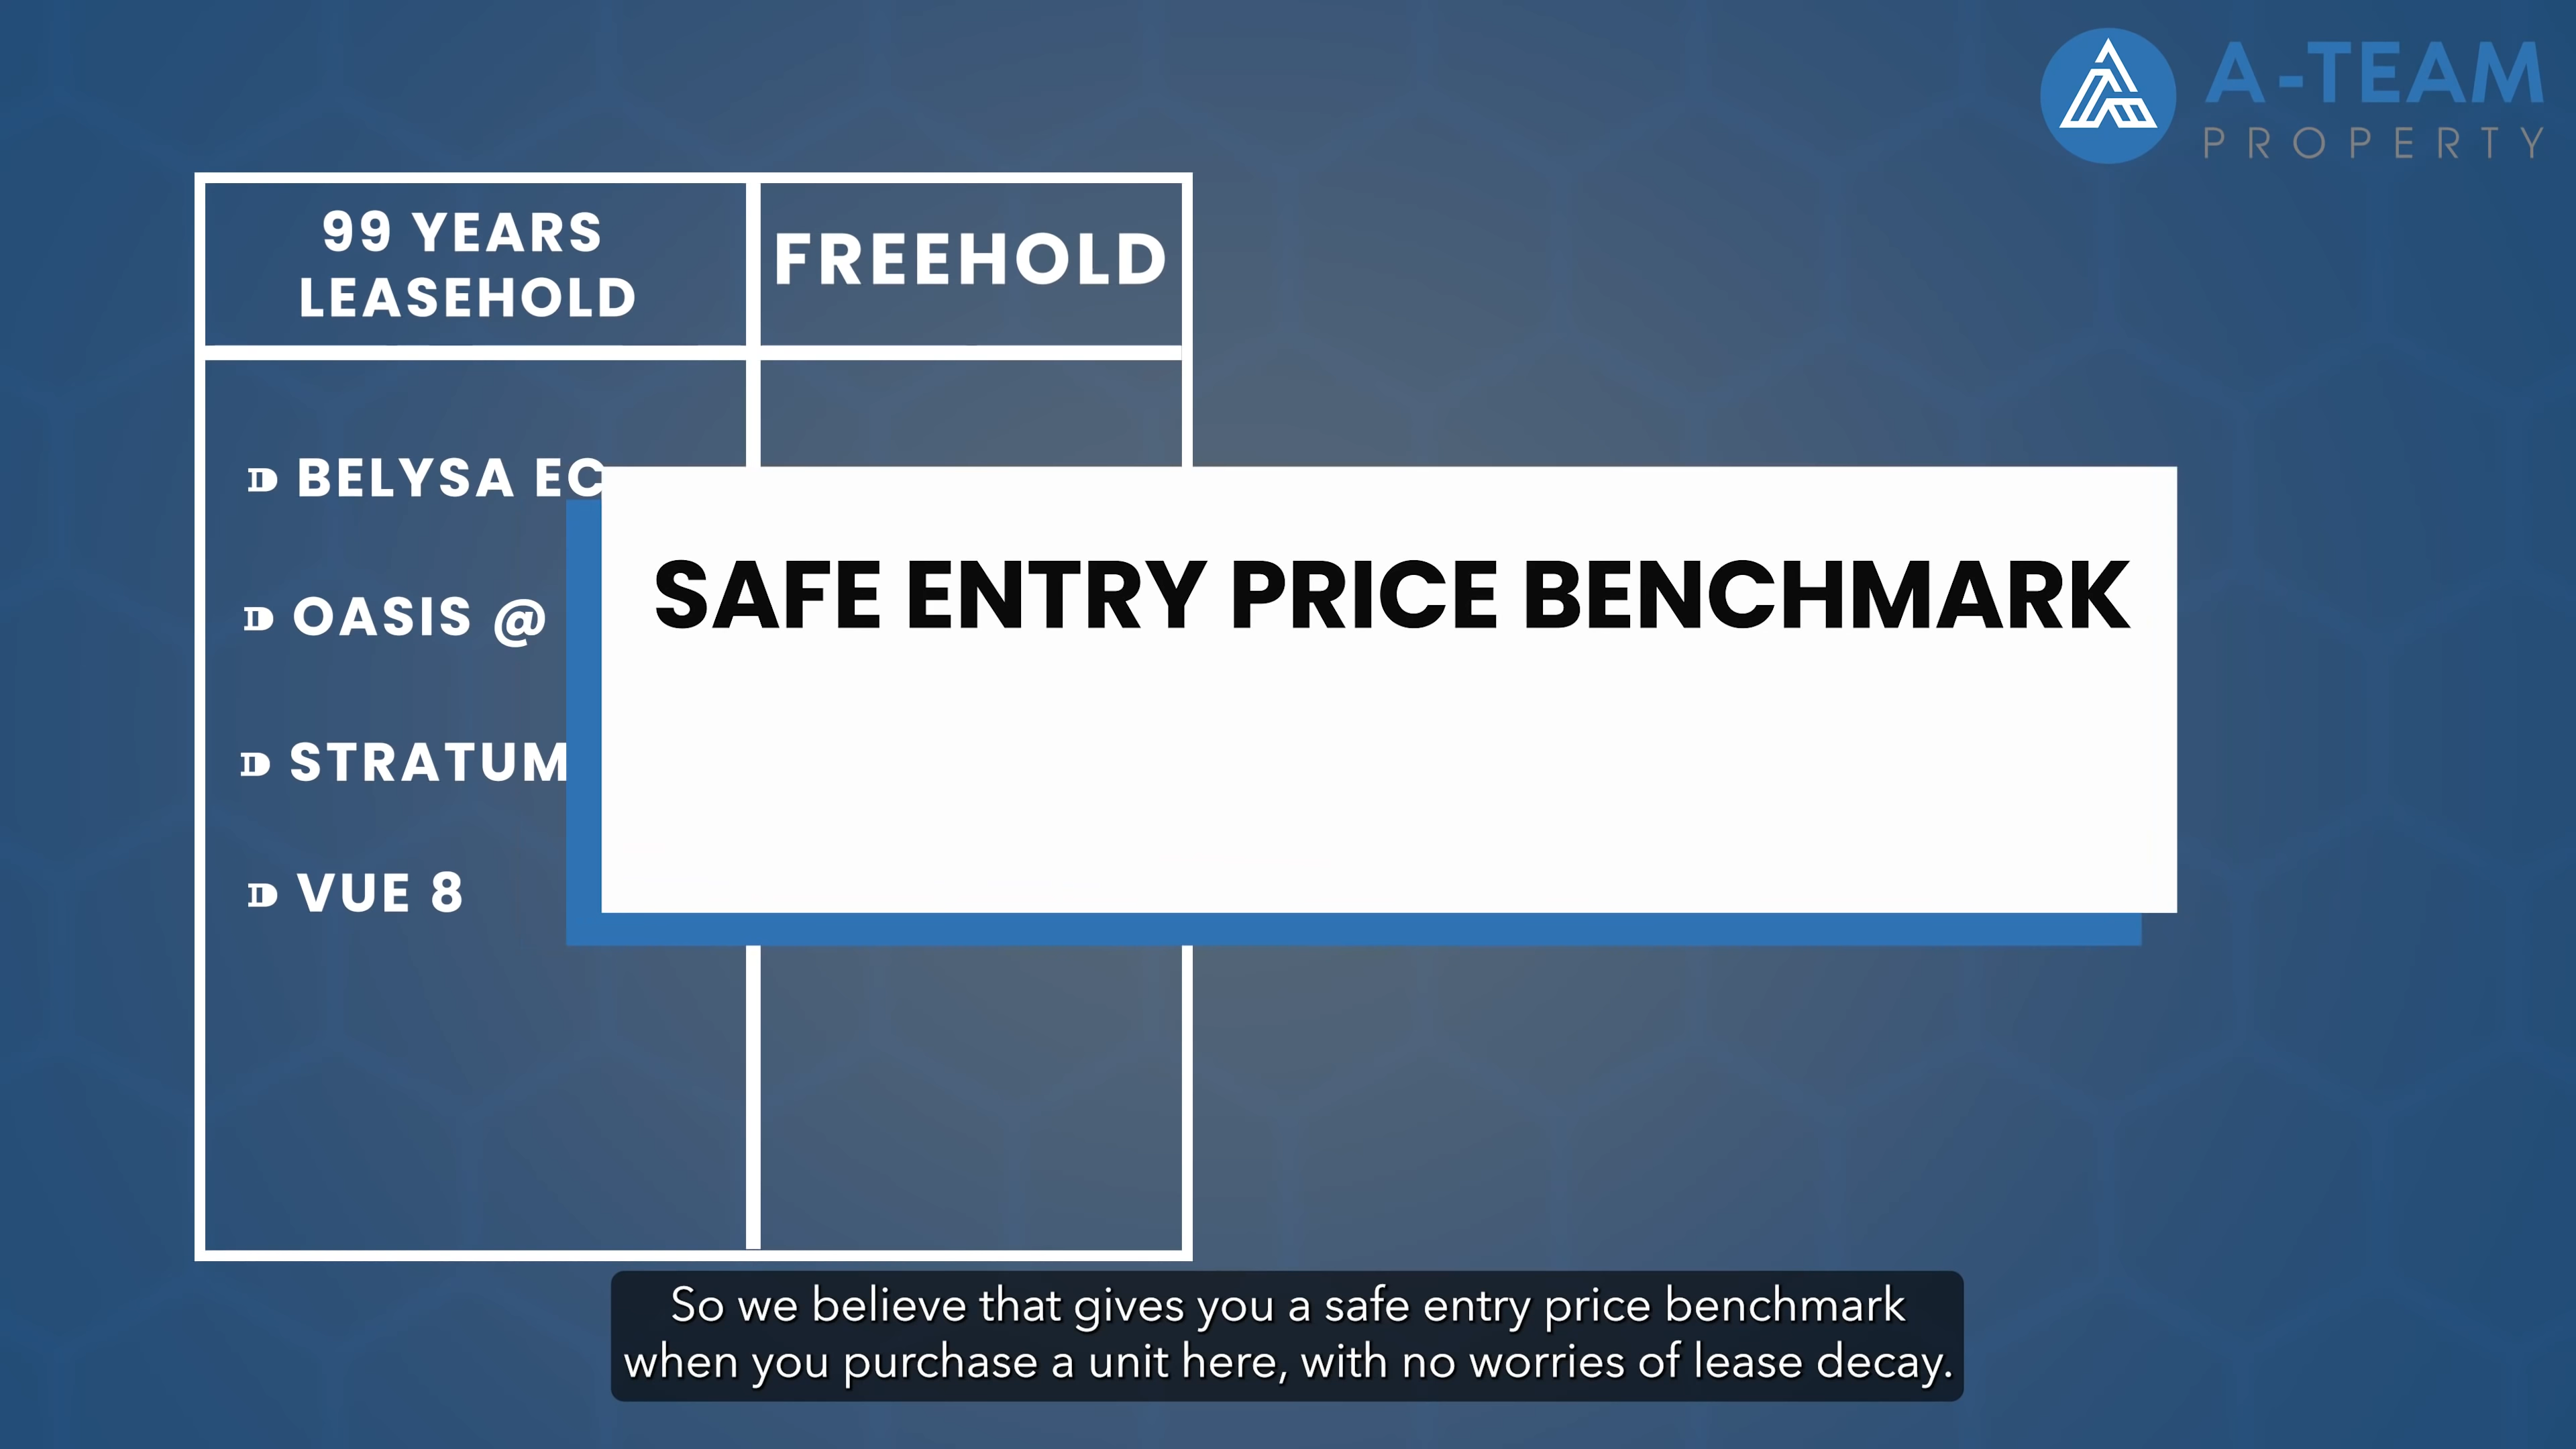 A-TEAM
PROPERTY
99 YEARS
LEASEHOLD
FREEHOLD
BELYSA EC
OASIS @
STRATUM
VUE 8
SAFE ENTRY PRICE BENCHMARK
So we believe that gives you a safe entry price benchmark
when you purchase a unit here, with no worries of lease decay.